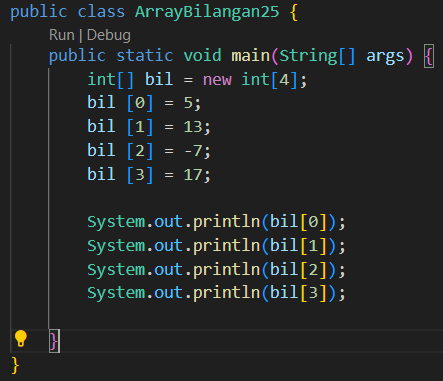 public class ArrayBilangan25 {
Run | Debug
public static void main(String[] args) {
int[] bil = new int[4];
bil [0] = 5;
bil [1] = 13;
bil [2] = -7;
bil [3] = 17;
System.out.println(bil[0]);
System.out.println(bil[1]);
System.out.println(bil[2]);
System.out.println(bil[3]);
}
}